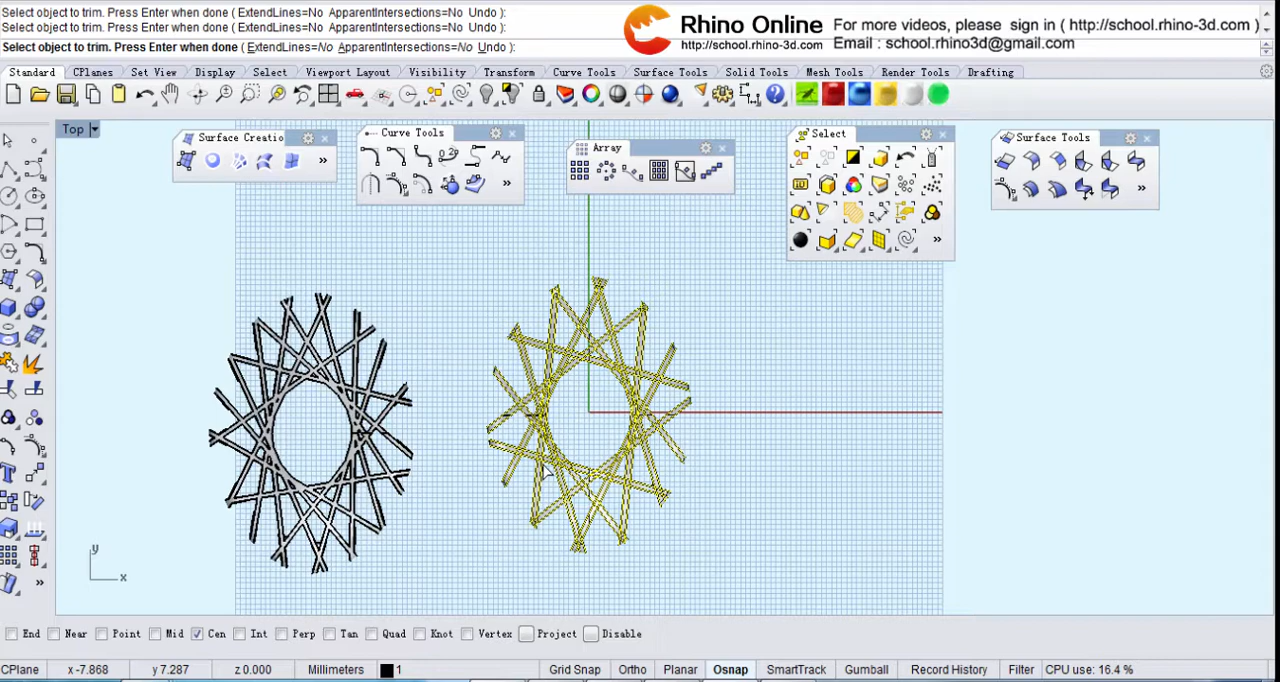 Select object to trim. Press Enter when done ( ExtendLines=No  ApparentIntersections=No  Undo ):
Select object to trim. Press Enter when done ( ExtendLines=No  ApparentIntersections=No  Undo ):
Select object to trim. Press Enter when done ( ExtendLines=No  ApparentIntersections=No  Undo ):
Rhino Online
http://school.rhino-3d.com
For more videos, please  sign in ( http://school.rhino-3d.com )
Email : school.rhino3d@gmail.com
Standard CPlanes Set View Display Select Viewport Layout Visibility Transform Curve Tools Surface Tools Solid Tools Mesh Tools Render Tools Drafting
Top
Surface Creatio
Curve Tools
Array
Select
Surface Tools
y
x
End Near Point Mid Cen Int Perp Tan Quad Knot Vertex Project Disable
CPlane x -7.868 y 7.287 z 0.000 Millimeters 1 Grid Snap Ortho Planar Osnap SmartTrack Gumball Record History Filter CPU use: 16.4 %